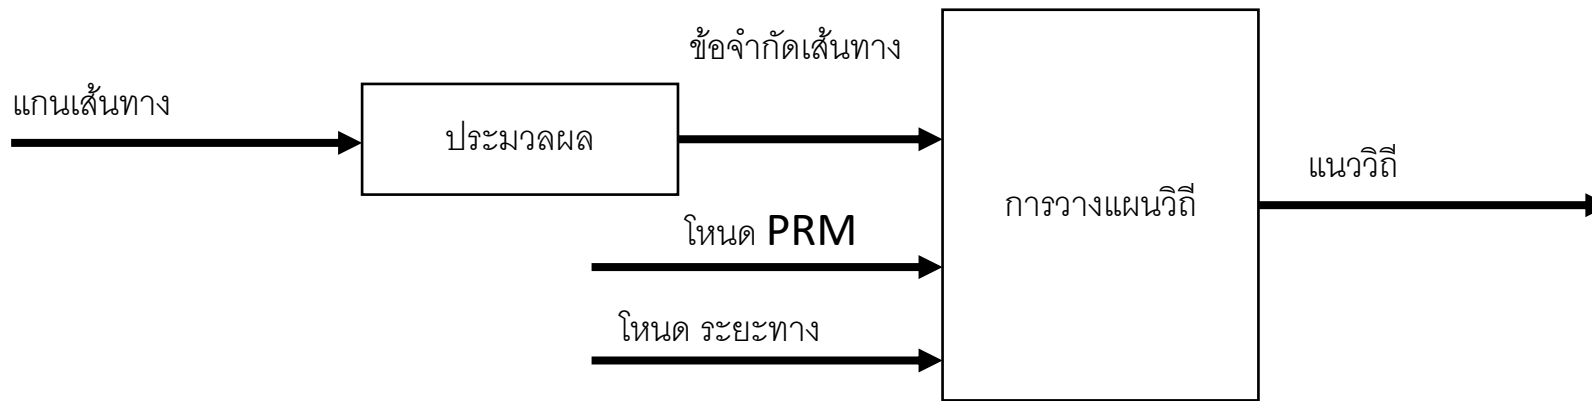 ข้อจำกัดเส้นทาง
แกนเส้นทาง
ประมวลผล
แนววิถี
การวางแผนวิถี
โหนด PRM
โหนด ระยะทาง